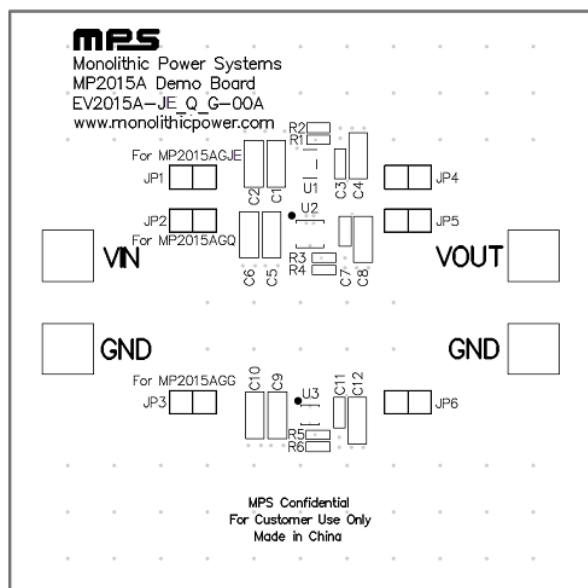 MPS
Monolithic Power Systems
MP2015A Demo Board
EV2015A-JE_Q_G-00A
www.monolithicpower.com
R2
R1
For MP2015AGJE
JP1
C2
C1
U1
C3
C4
JP4
JP2
U2
JP5
For MP2015AGQ
VIN
C6
C5
R3
R4
C7
C8
VOUT
GND
GND
For MP2015AGG
JP3
C10
C9
U3
C11
C12
JP6
R5
R6
MPS Confidential
For Customer Use Only
Made in China